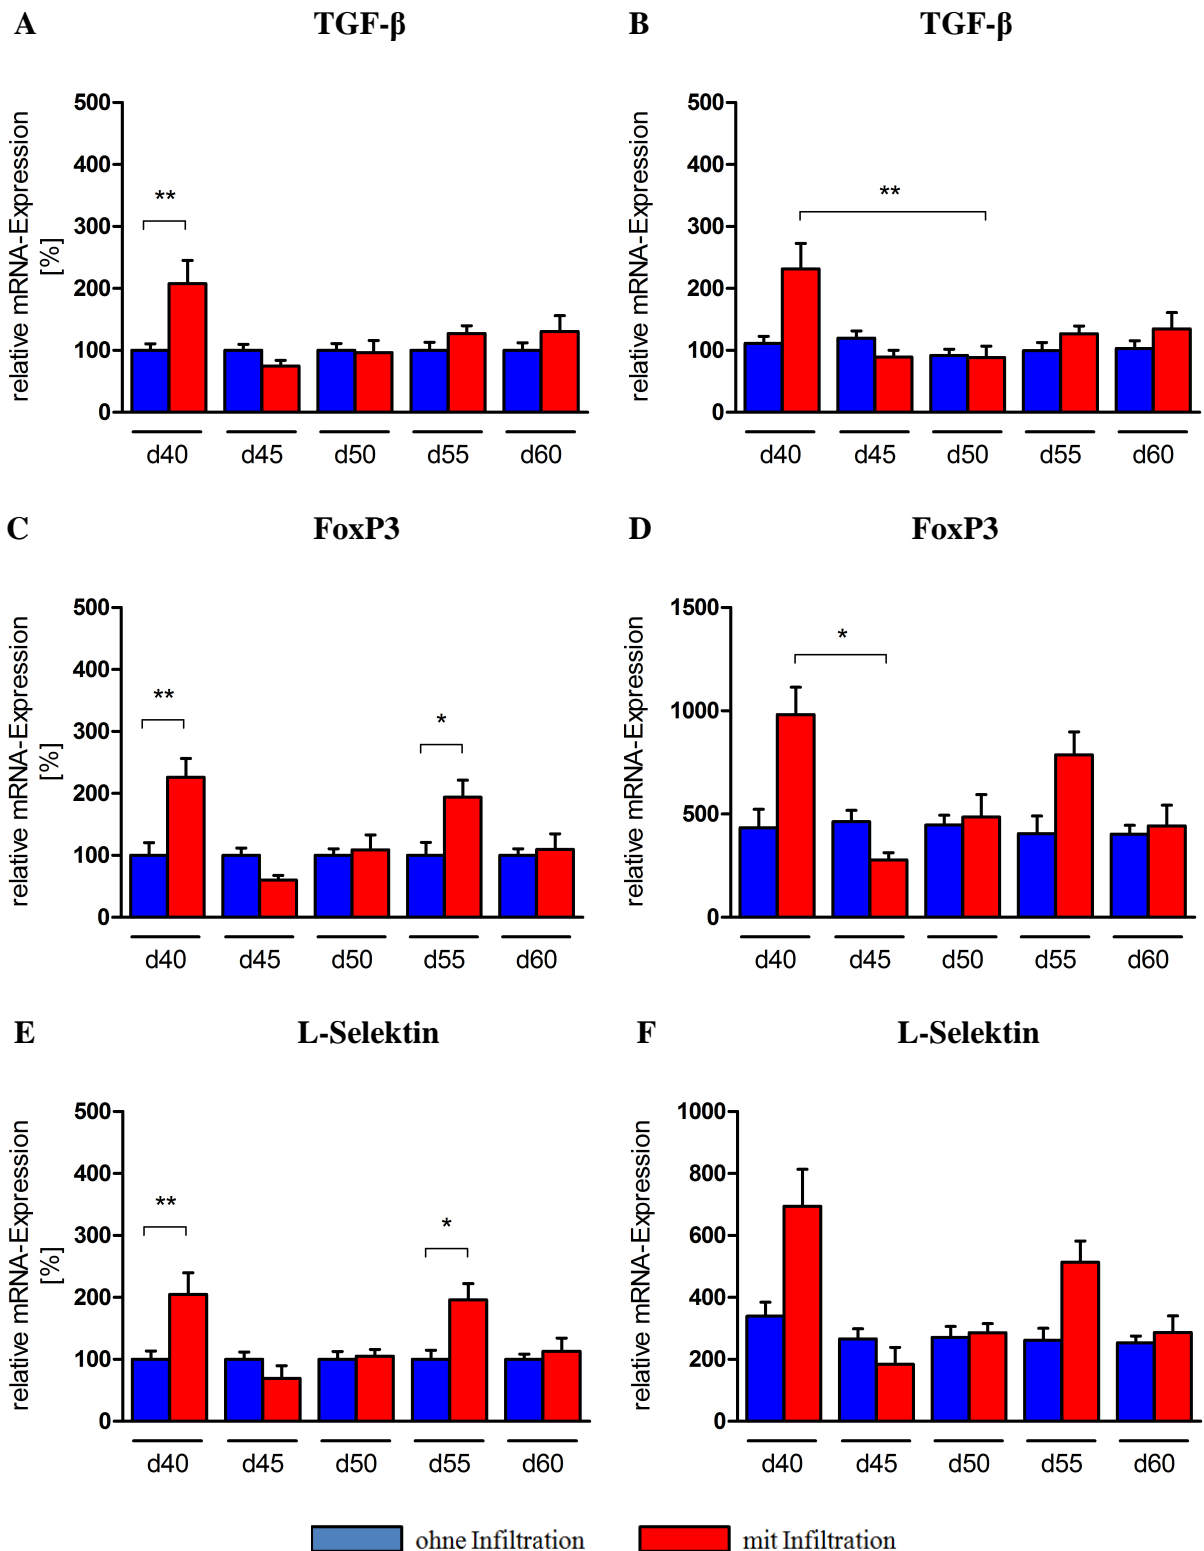 A TGF-β
relative mRNA-Expression
[%]
500
400
300
200
100
0
**
d40 d45 d50 d55 d60
B TGF-β
relative mRNA-Expression
500
400
300
200
100
0
**
d40 d45 d50 d55 d60
C FoxP3
relative mRNA-Expression
[%]
500
400
300
200
100
0
**
*
d40 d45 d50 d55 d60
D FoxP3
relative mRNA-Expression
1500
1000
500
0
*
d40 d45 d50 d55 d60
E L-Selektin
relative mRNA-Expression
[%]
500
400
300
200
100
0
**
*
d40 d45 d50 d55 d60
F L-Selektin
relative mRNA-Expression
1000
800
600
400
200
0
d40 d45 d50 d55 d60
ohne Infiltration mit Infiltration